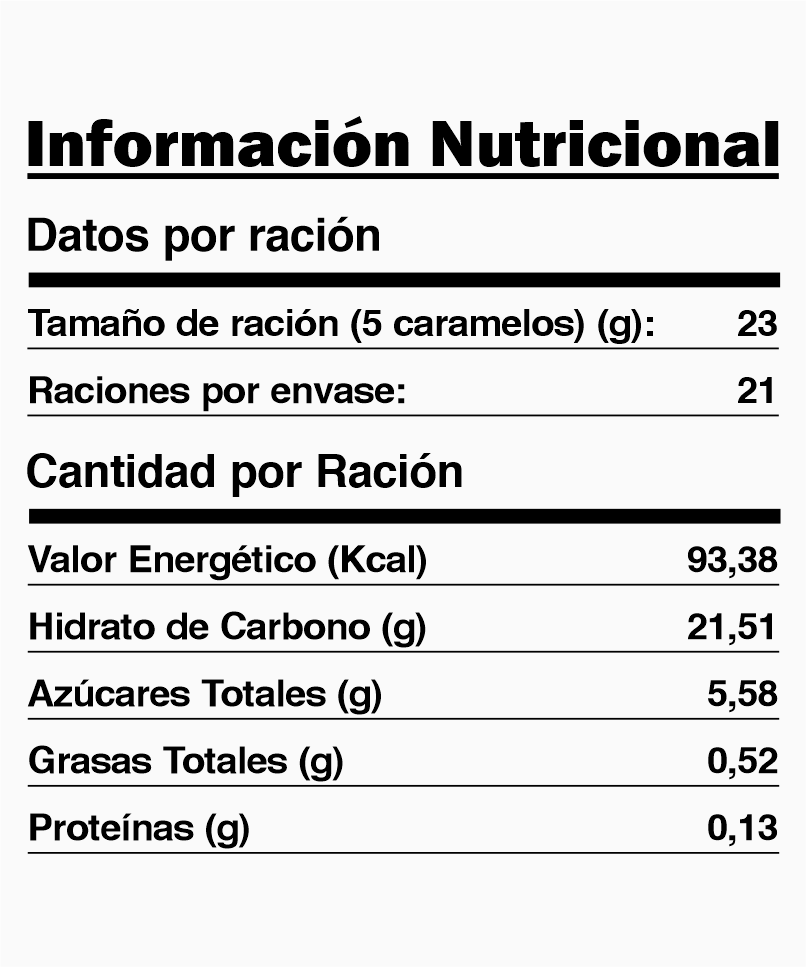 Información Nutricional
Datos por ración
Tamaño de ración (5 caramelos) (g): 23
Raciones por envase: 21
Cantidad por Ración
Valor Energético (Kcal) 93,38
Hidrato de Carbono (g) 21,51
Azúcares Totales (g) 5,58
Grasas Totales (g) 0,52
Proteínas (g) 0,13